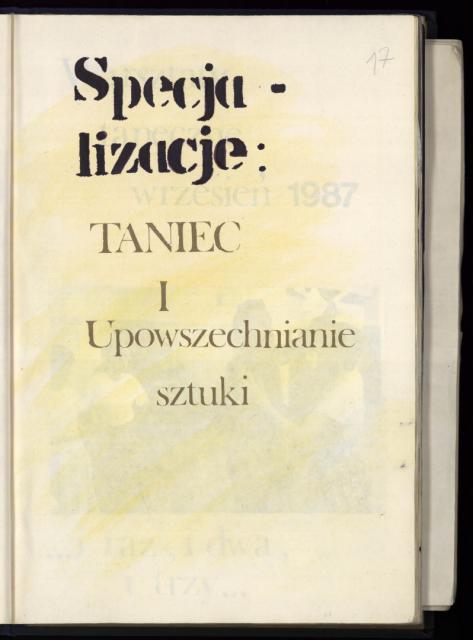 17
Specja -
lizacje:
TANIEC
I
Upowszechnianie
sztuki
wrzesień 1987
...i raz, i dwa,
i trzy...